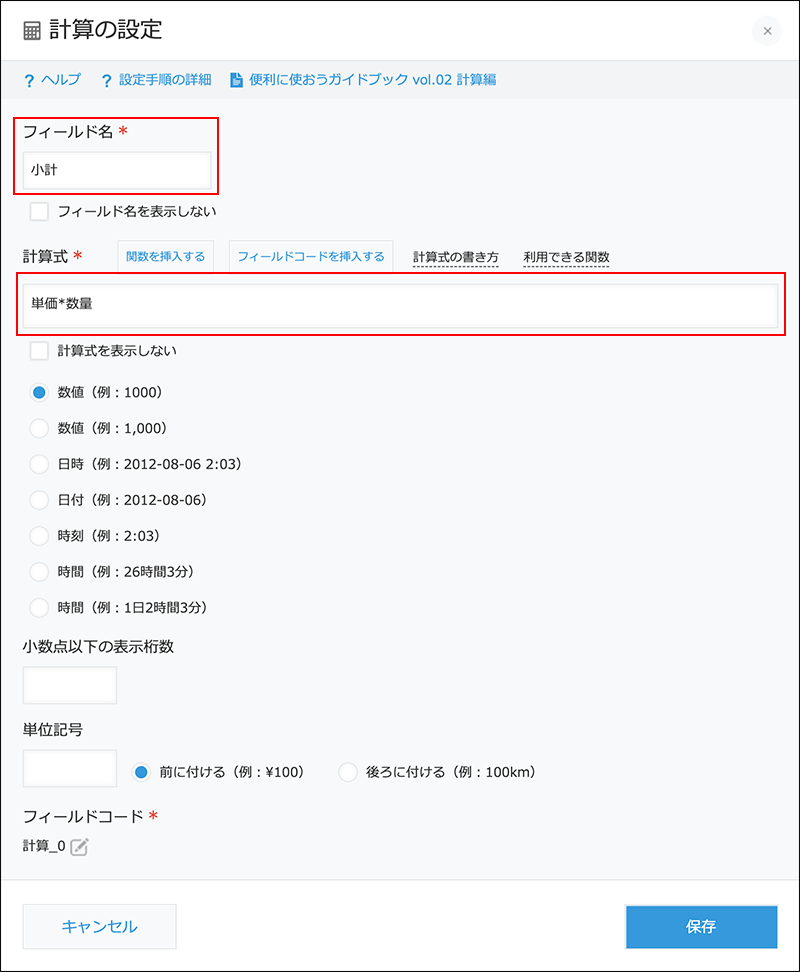 計算の設定
? ヘルプ ? 設定手順の詳細 便利に使おうガイドブック vol.02 計算編
フィールド名 *
小計
フィールド名を表示しない
計算式 * 関数を挿入する フィールドコードを挿入する 計算式の書き方 利用できる関数
単価*数量
計算式を表示しない
数値（例：1000）
数値（例：1,000）
日時（例：2012-08-06 2:03）
日付（例：2012-08-06）
時刻（例：2:03）
時間（例：26時間3分）
時間（例：1日2時間3分）
小数点以下の表示桁数
単位記号
前に付ける（例：¥100） 後ろに付ける（例：100km）
フィールドコード *
計算_0
キャンセル 保存